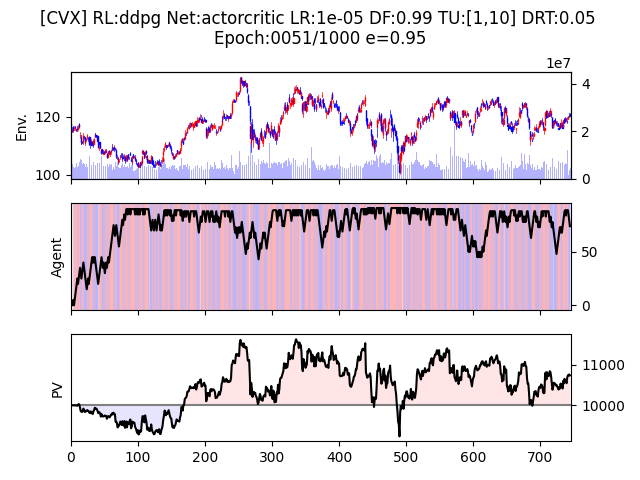 [CVX] RL:ddpg Net:actorcritic LR:1e-05 DF:0.99 TU:[1,10] DRT:0.05
Epoch:0051/1000 e=0.95
1e7
Env.
120
100
4
2
0
Agent
50
0
PV
11000
10000
0 100 200 300 400 500 600 700